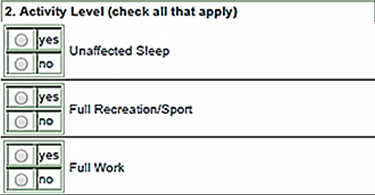 2. Activity Level (check all that apply)
yes
Unaffected Sleep
no
yes
Full Recreation/Sport
no
yes
Full Work
no